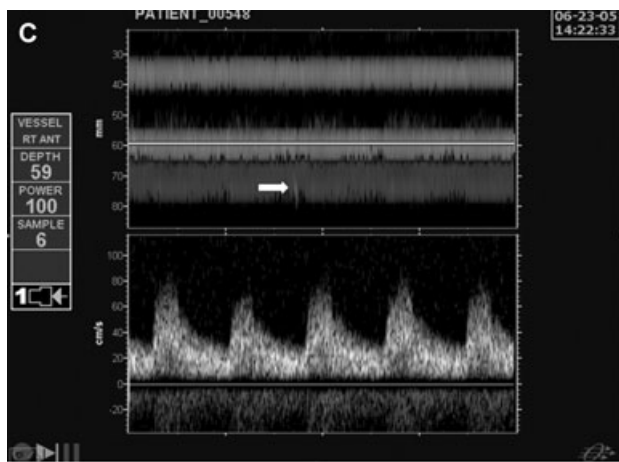 C
PATIENT_00548
06-23-05
14:22:33
30
40
50
60
70
80
mm
VESSEL
RT ANT
DEPTH
59
POWER
100
SAMPLE
6
1
100
80
60
40
20
0
-20
cm/s